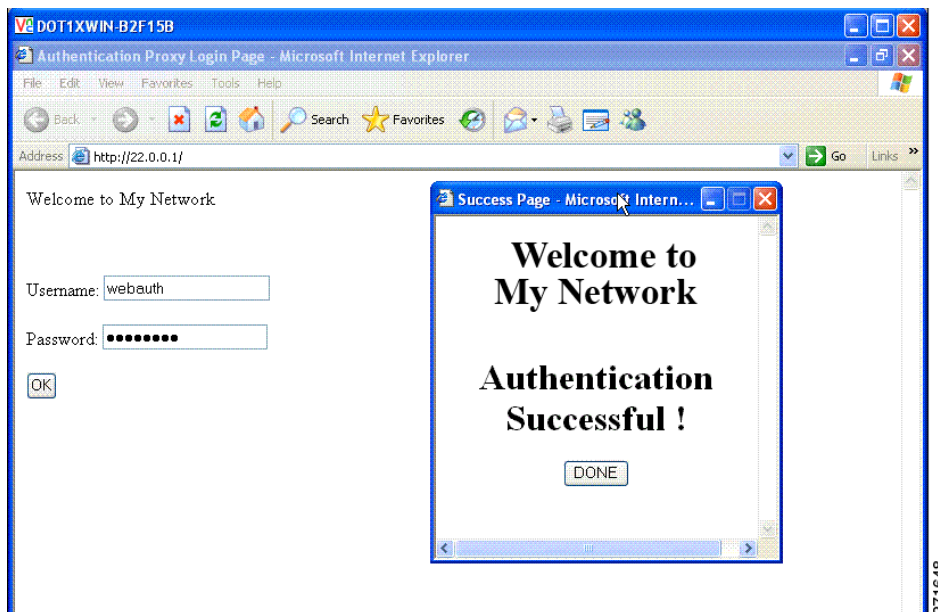 DOT1XWIN-B2F15B
Authentication Proxy Login Page - Microsoft Internet Explorer
File Edit View Favorites Tools Help
Back Search Favorites
Address http://22.0.0.1/ Go Links »
Welcome to My Network
Username: webauth
Password: ••••••••
OK
Success Page - Microsoft Intern...
Welcome to
My Network
Authentication
Successful !
DONE